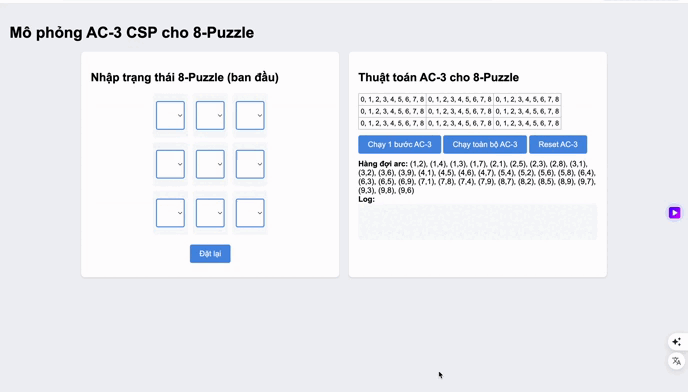 Mô phỏng AC-3 CSP cho 8-Puzzle
Nhập trạng thái 8-Puzzle (ban đầu)
Đặt lại
Thuật toán AC-3 cho 8-Puzzle
0, 1, 2, 3, 4, 5, 6, 7, 8 0, 1, 2, 3, 4, 5, 6, 7, 8 0, 1, 2, 3, 4, 5, 6, 7, 8
0, 1, 2, 3, 4, 5, 6, 7, 8 0, 1, 2, 3, 4, 5, 6, 7, 8 0, 1, 2, 3, 4, 5, 6, 7, 8
0, 1, 2, 3, 4, 5, 6, 7, 8 0, 1, 2, 3, 4, 5, 6, 7, 8 0, 1, 2, 3, 4, 5, 6, 7, 8
Chạy 1 bước AC-3 Chạy toàn bộ AC-3 Reset AC-3
Hàng đợi arc: (1,2), (1,4), (1,3), (1,7), (2,1), (2,5), (2,3), (2,8), (3,1),
(3,2), (3,6), (3,9), (4,1), (4,5), (4,6), (4,7), (5,4), (5,2), (5,6), (5,8), (6,4),
(6,3), (6,5), (6,9), (7,1), (7,8), (7,4), (7,9), (8,7), (8,2), (8,5), (8,9), (9,7),
(9,3), (9,8), (9,6)
Log: